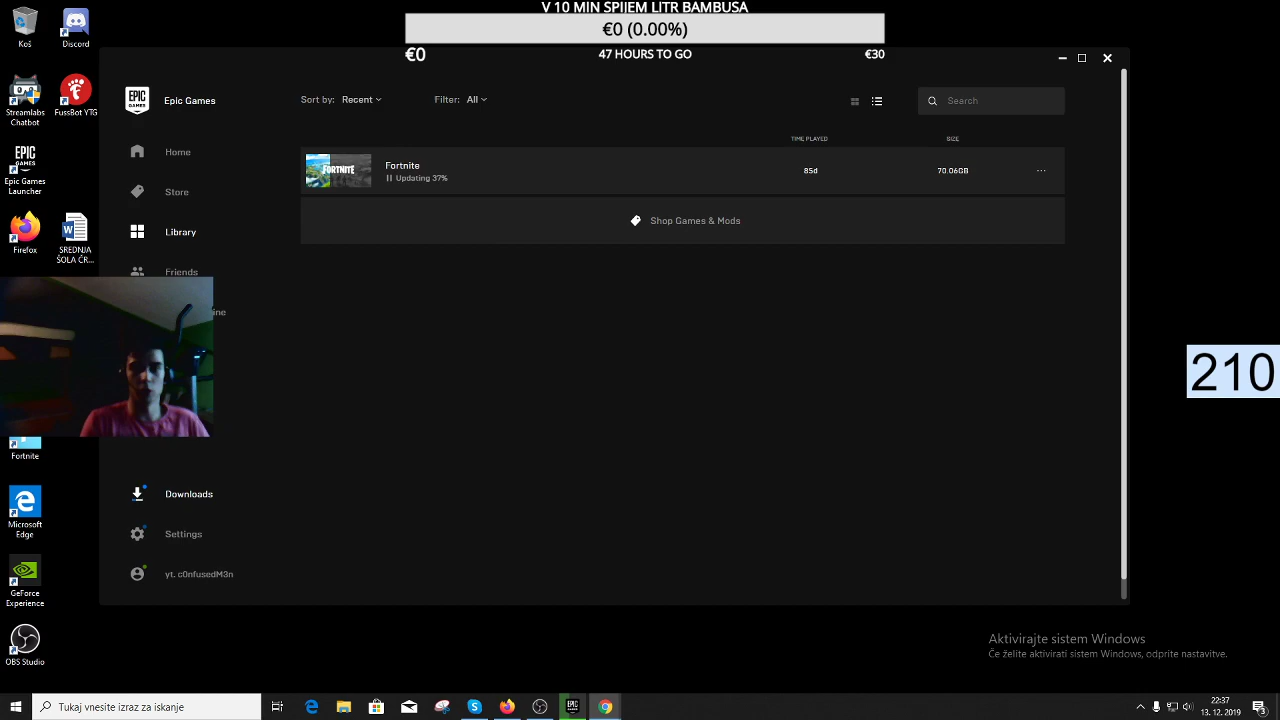 V 10 MIN SPIJEM LITR BAMBUSA
€0 (0.00%)
€0 47 HOURS TO GO €30
Koš
Discord
Streamlabs Chatbot
FussBot YTG
Epic Games Launcher
Firefox
SREDNJA ŠOLA ČR...
Fortnite
Microsoft Edge
GeForce Experience
OBS Studio
EPIC GAMES
Epic Games
Home
Store
Library
Friends
ine
Downloads
Settings
yt. c0nfusedM3n
Sort by: Recent Filter: All Search
TIME PLAYED SIZE
FORTNITE
Fortnite
Updating 37%
85d 70.06GB ...
Shop Games & Mods
210
Aktivirajte sistem Windows
Če želite aktivirati sistem Windows, odprite nastavitve.
Tukaj vnesite izraz za iskanje
22:37
13. 12. 2019